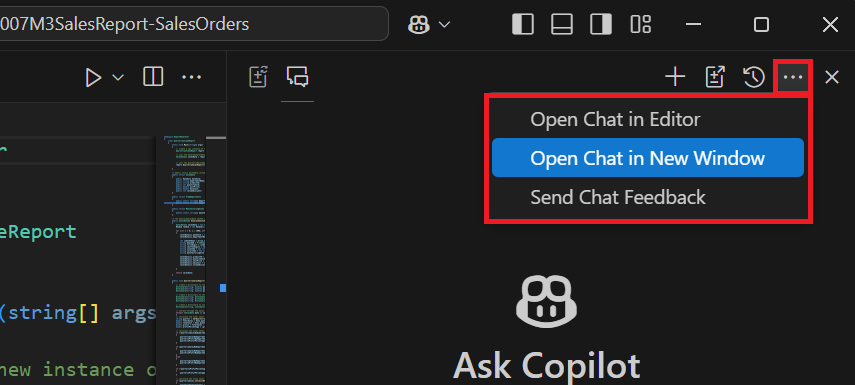 007M3SalesReport-SalesOrders
Open Chat in Editor
Open Chat in New Window
Send Chat Feedback
r
eReport
(string[] args
new instance o
Ask Copilot